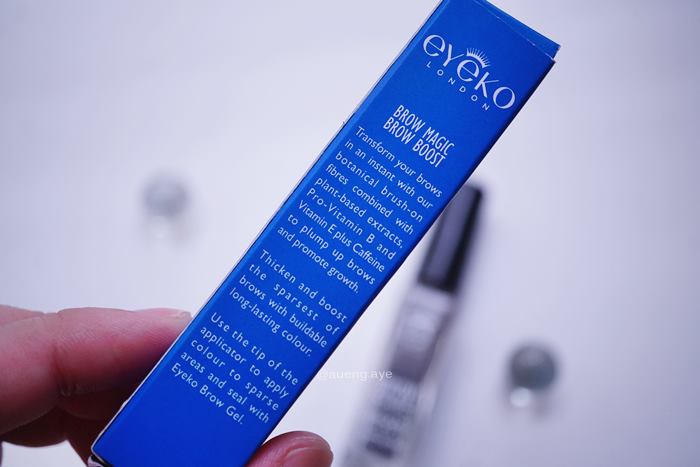 eyeko
LONDON
BROW MAGIC
BROW BOOST
Transform your brows
in an instant with our
botanical brush-on
fibres combined with
plant-based extracts,
Pro-Vitamin B and
Vitamin E plus Caffeine
to plump up brows
and promote growth.
Thicken and boost
the sparsest of
brows with buildable
long-lasting colour.
Use the tip of the
applicator to apply
colour to sparse
areas and seal with
Eyeko Brow Gel.
@aueng.aye